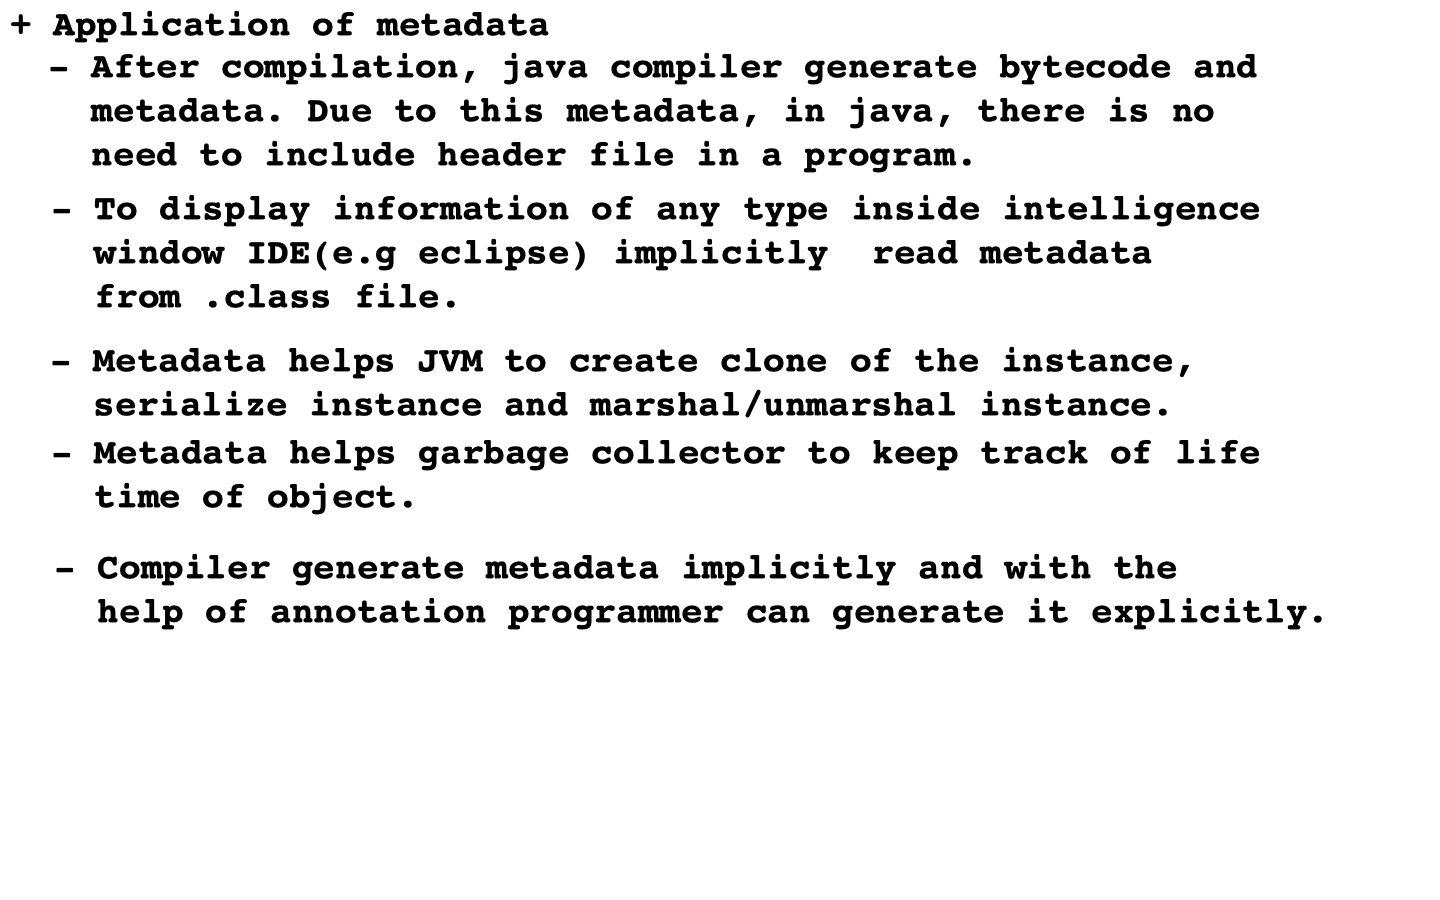 + Application of metadata
- After compilation, java compiler generate bytecode and
metadata. Due to this metadata, in java, there is no
need to include header file in a program.
- To display information of any type inside intelligence
window IDE(e.g eclipse) implicitly  read metadata
from .class file.
- Metadata helps JVM to create clone of the instance,
serialize instance and marshal/unmarshal instance.
- Metadata helps garbage collector to keep track of life
time of object.
- Compiler generate metadata implicitly and with the
help of annotation programmer can generate it explicitly.